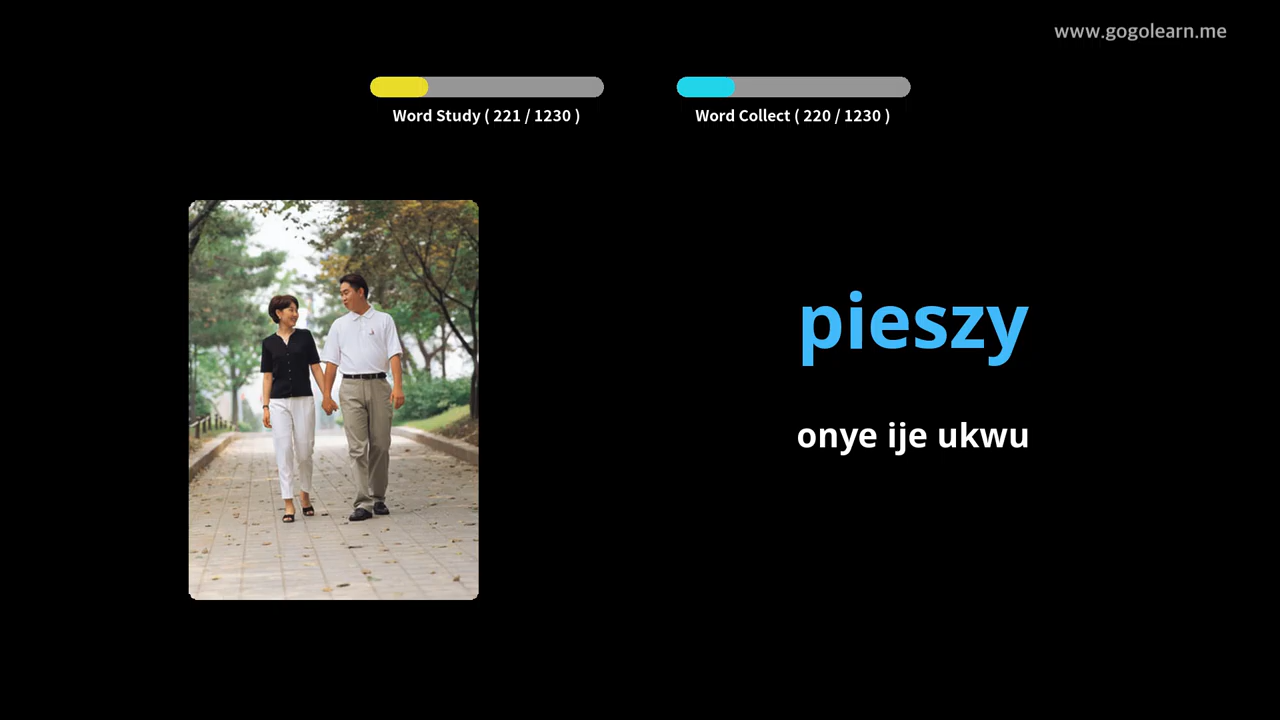 www.gogolearn.me
Word Study ( 221 / 1230 )
Word Collect ( 220 / 1230 )
pieszy
onye ije ukwu